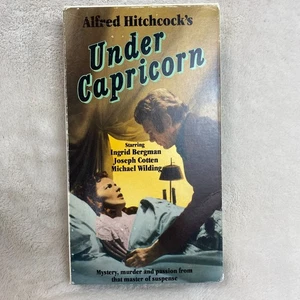 Alfred Hitchcock's
Under
Capricorn
Starring
Ingrid Bergman
Joseph Cotten
Michael Wilding
Mystery, murder and passion from
that master of suspense